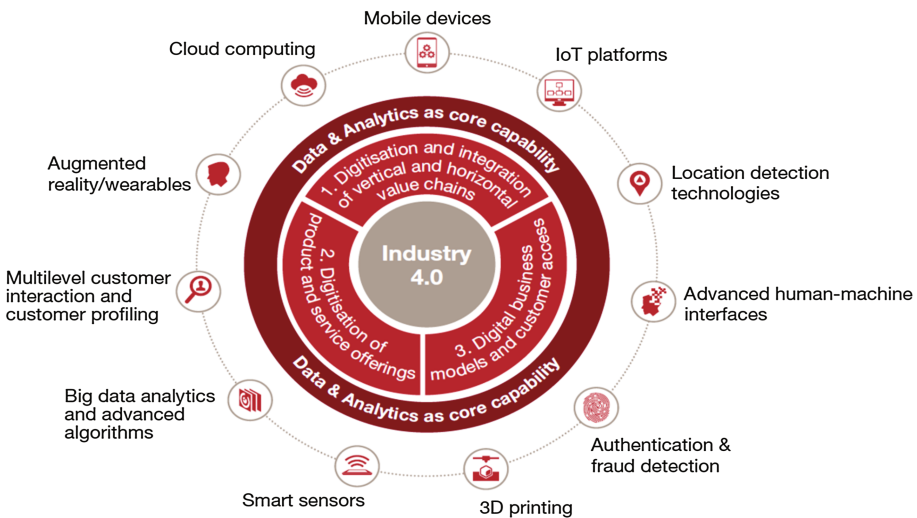 Mobile devices
Cloud computing
IoT platforms
Augmented
reality/wearables
Location detection
technologies
Multilevel customer
interaction and
customer profiling
Advanced human-machine
interfaces
Big data analytics
and advanced
algorithms
Authentication &
fraud detection
Smart sensors
3D printing
Data & Analytics as core capability
1. Digitisation and integration
of vertical and horizontal
value chains
2. Digitisation of
product and service offerings
3. Digital business
models and customer access
Industry
4.0
Data & Analytics as core capability